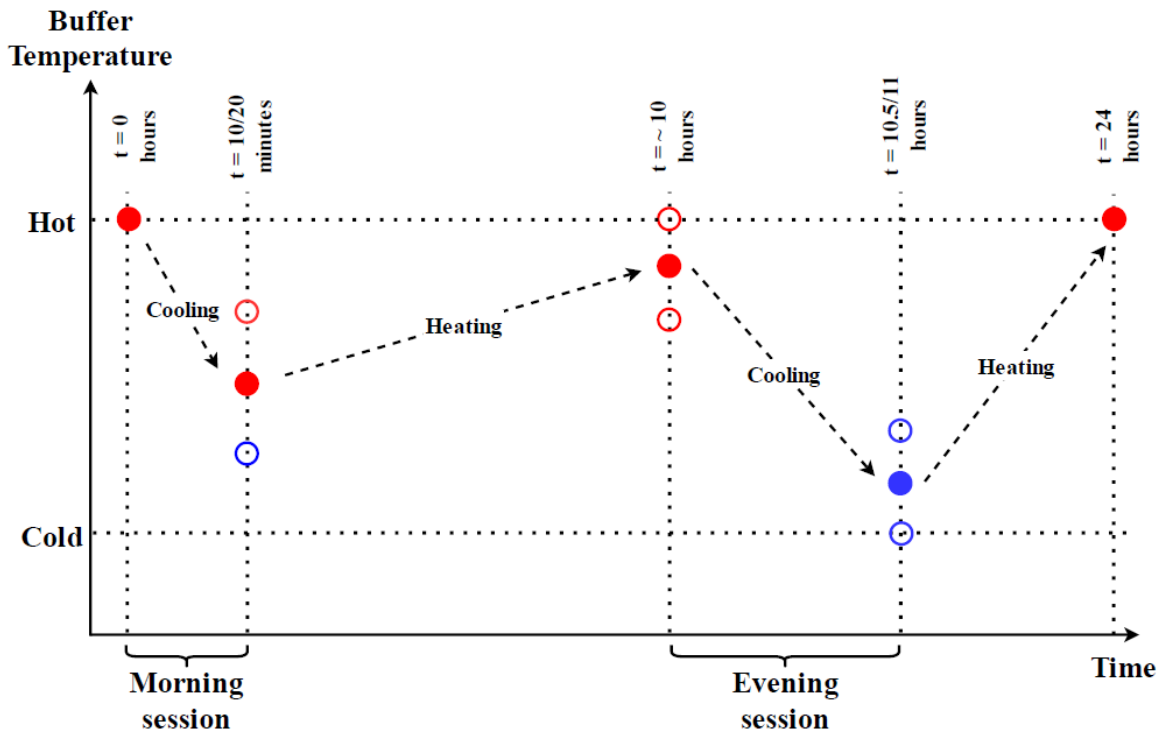 Buffer
Temperature
t = 0
hours
t = 10/20
minutes
t = ~ 10
hours
t = 10.5/11
hours
t = 24
hours
Hot
Cooling
Heating
Cooling
Heating
Cold
Time
Morning
session
Evening
session